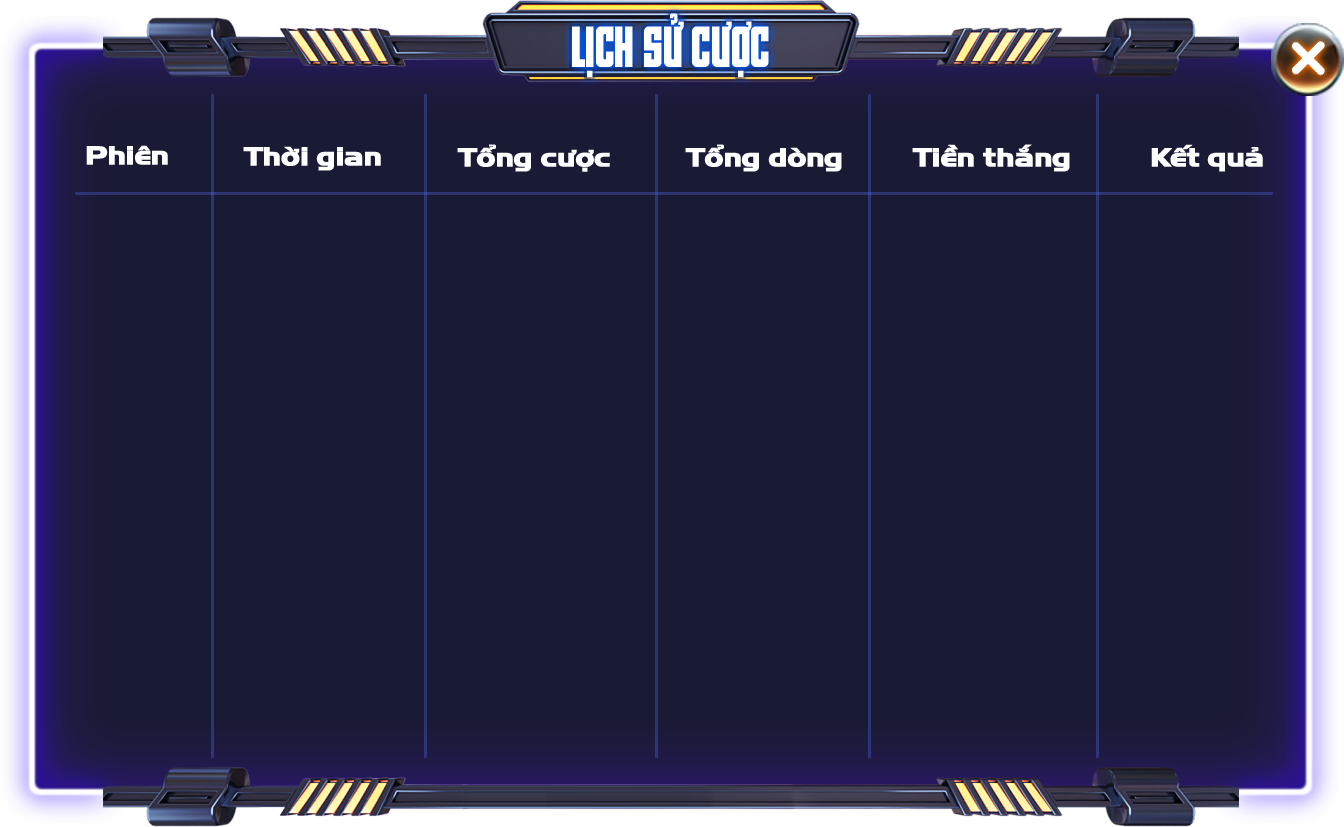 LỊCH SỬ CƯỢC
Phiên Thời gian Tổng cược Tổng dòng Tiền thắng Kết quả